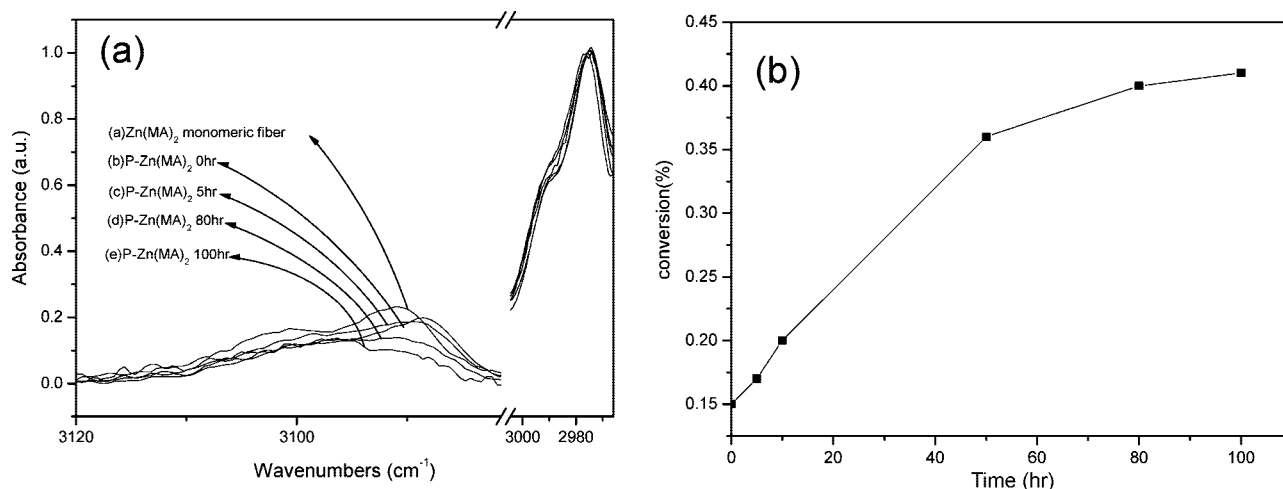 (a)
1.0
0.8
0.6
0.4
0.2
0.0
Absorbance (a.u.)
(a)Zn(MA)₂ monomeric fiber
(b)P-Zn(MA)₂ 0hr
(c)P-Zn(MA)₂ 5hr
(d)P-Zn(MA)₂ 80hr
(e)P-Zn(MA)₂ 100hr
3120
3100
3000
2980
Wavenumbers (cm⁻¹)
(b)
0.45
0.40
0.35
0.30
0.25
0.20
0.15
conversion(%)
0
20
40
60
80
100
Time (hr)